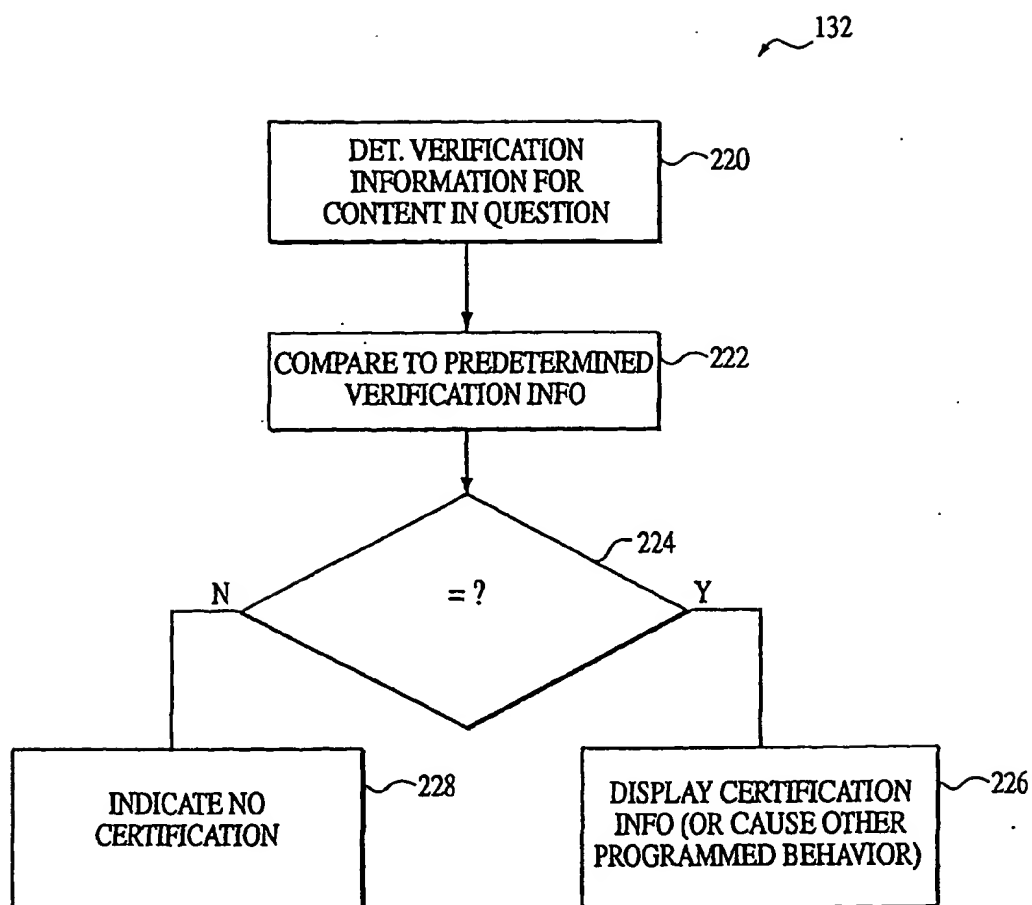 132
DET. VERIFICATION
INFORMATION FOR
CONTENT IN QUESTION
220
COMPARE TO PREDETERMINED
VERIFICATION INFO
222
224
N
= ?
Y
INDICATE NO
CERTIFICATION
228
DISPLAY CERTIFICATION
INFO (OR CAUSE OTHER
PROGRAMMED BEHAVIOR)
226